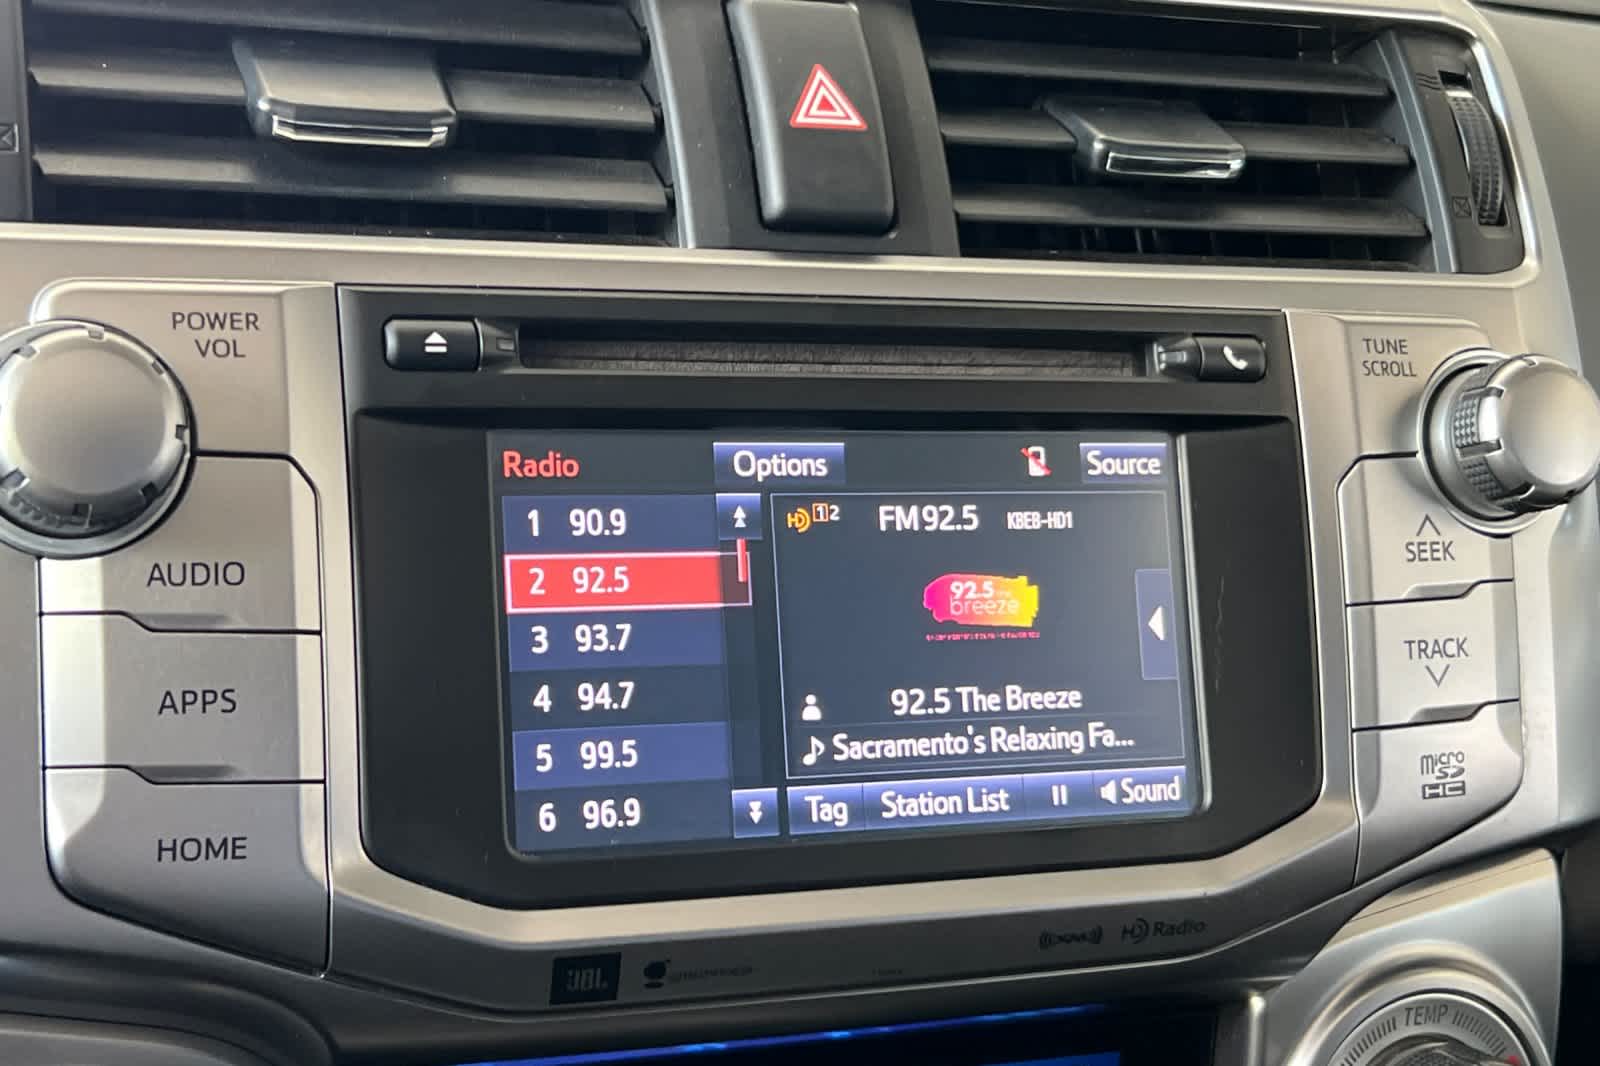 POWER
VOL
TUNE
SCROLL
Radio
Options
Source
1 90.9
2 92.5
3 93.7
4 94.7
5 99.5
6 96.9
HD 1 2
FM 92.5
KBEB-HD1
92.5 the
breeze
92.5 The Breeze
Sacramento's Relaxing Fa...
Tag
Station List
Sound
AUDIO
APPS
HOME
SEEK
TRACK
micro
SD
HC
JBL
HD Radio
TEMP